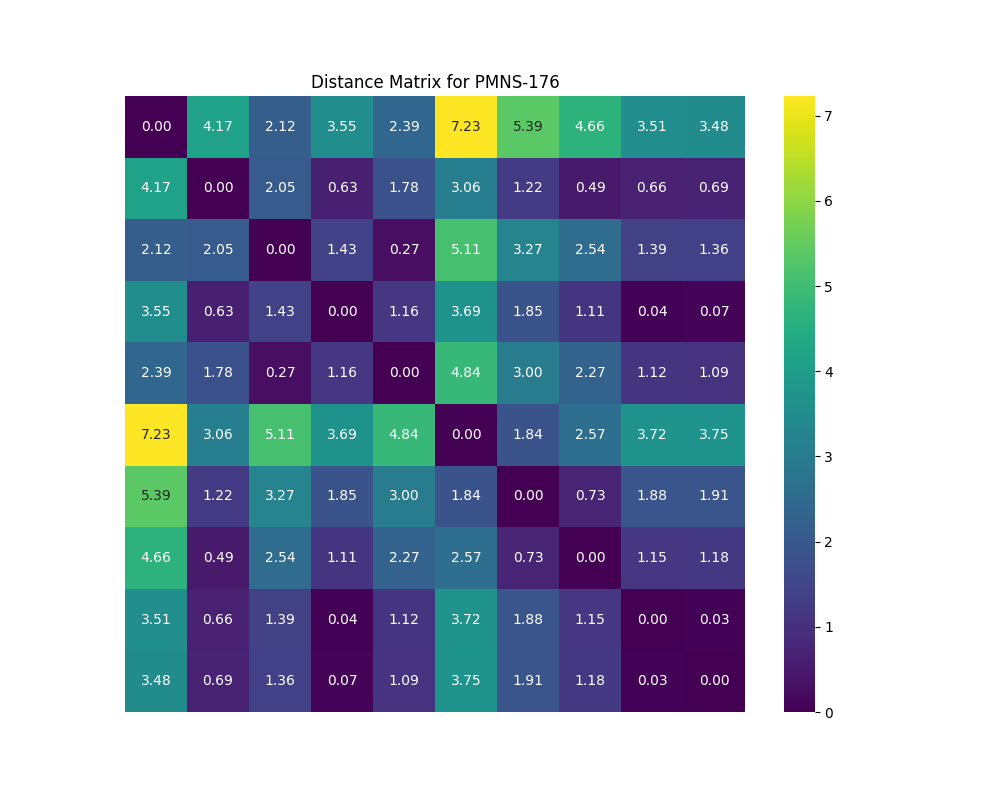 Distance Matrix for PMNS-176
0.00 4.17 2.12 3.55 2.39 7.23 5.39 4.66 3.51 3.48
4.17 0.00 2.05 0.63 1.78 3.06 1.22 0.49 0.66 0.69
2.12 2.05 0.00 1.43 0.27 5.11 3.27 2.54 1.39 1.36
3.55 0.63 1.43 0.00 1.16 3.69 1.85 1.11 0.04 0.07
2.39 1.78 0.27 1.16 0.00 4.84 3.00 2.27 1.12 1.09
7.23 3.06 5.11 3.69 4.84 0.00 1.84 2.57 3.72 3.75
5.39 1.22 3.27 1.85 3.00 1.84 0.00 0.73 1.88 1.91
4.66 0.49 2.54 1.11 2.27 2.57 0.73 0.00 1.15 1.18
3.51 0.66 1.39 0.04 1.12 3.72 1.88 1.15 0.00 0.03
3.48 0.69 1.36 0.07 1.09 3.75 1.91 1.18 0.03 0.00
7
6
5
4
3
2
1
0